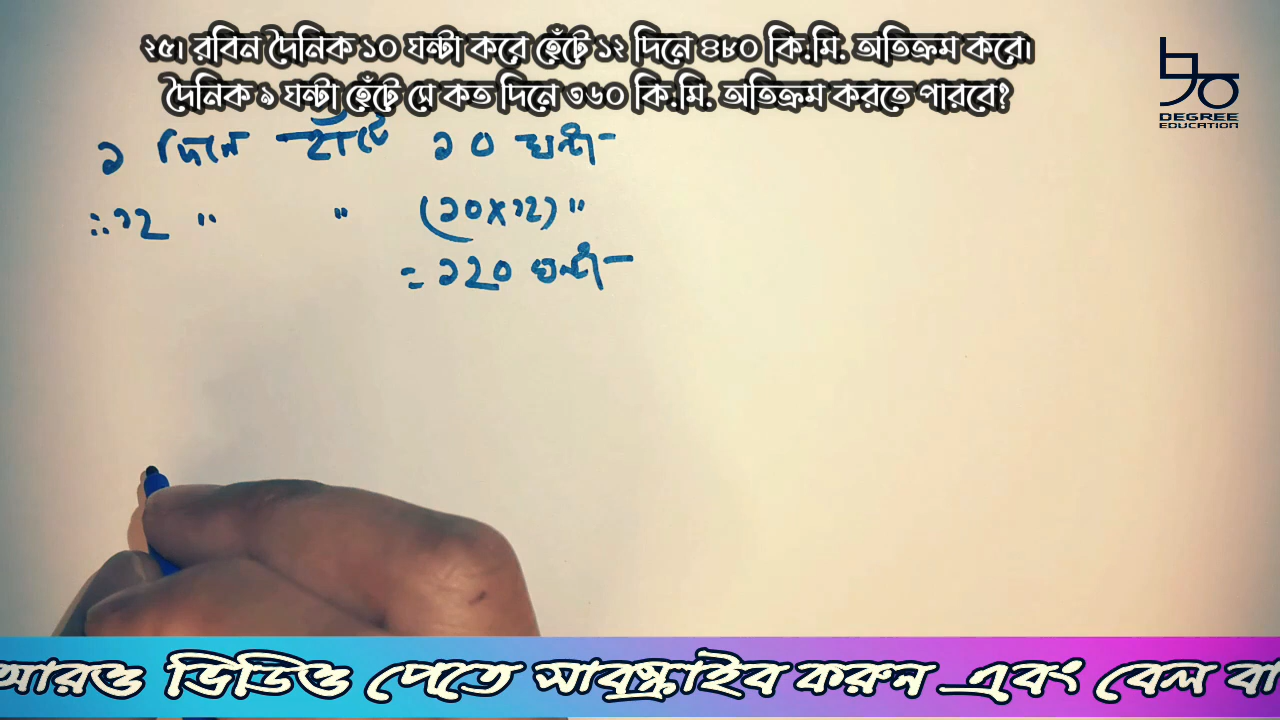 ২৫। রবিন দৈনিক ১০ ঘন্টা করে হেঁটে ১২ দিনে ৪৮০ কি.মি. অতিক্রম করে।
দৈনিক ৯ ঘন্টা হেঁটে সে কত দিনে ৩৬০ কি.মি. অতিক্রম করতে পারবে?
DEGREE
EDUCATION
১ দিনে হাঁটে ১০ ঘন্টা
∴ ১২ " " (১০×১২) "
= ১২০ ঘন্টা
আরও ভিডিও পেতে সাবস্ক্রাইব করুন এবং বেল বা